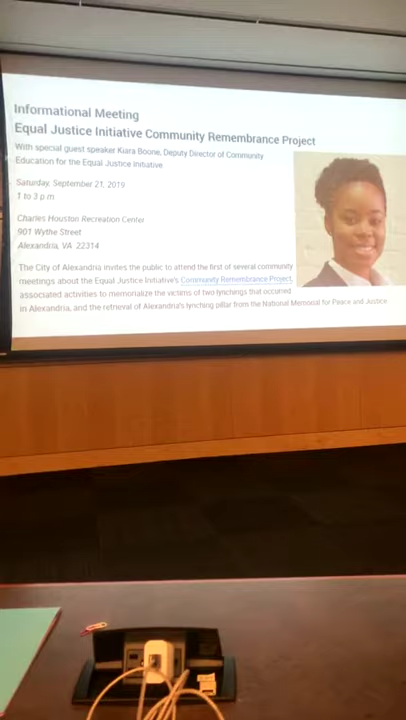 Informational Meeting
Equal Justice Initiative Community Remembrance Project
With special guest speaker Kiara Boone, Deputy Director of Community
Education for the Equal Justice Initiative
Saturday, September 21, 2019
1 to 3 p m
Charles Houston Recreation Center
901 Wythe Street
Alexandria, VA 22314
The City of Alexandria invites the public to attend the first of several community
meetings about the Equal Justice Initiative's Community Remembrance Project,
associated activities to memorialize the victims of two lynchings that occurred
in Alexandria, and the retrieval of Alexandria's lynching pillar from the National Memorial for Peace and Justice